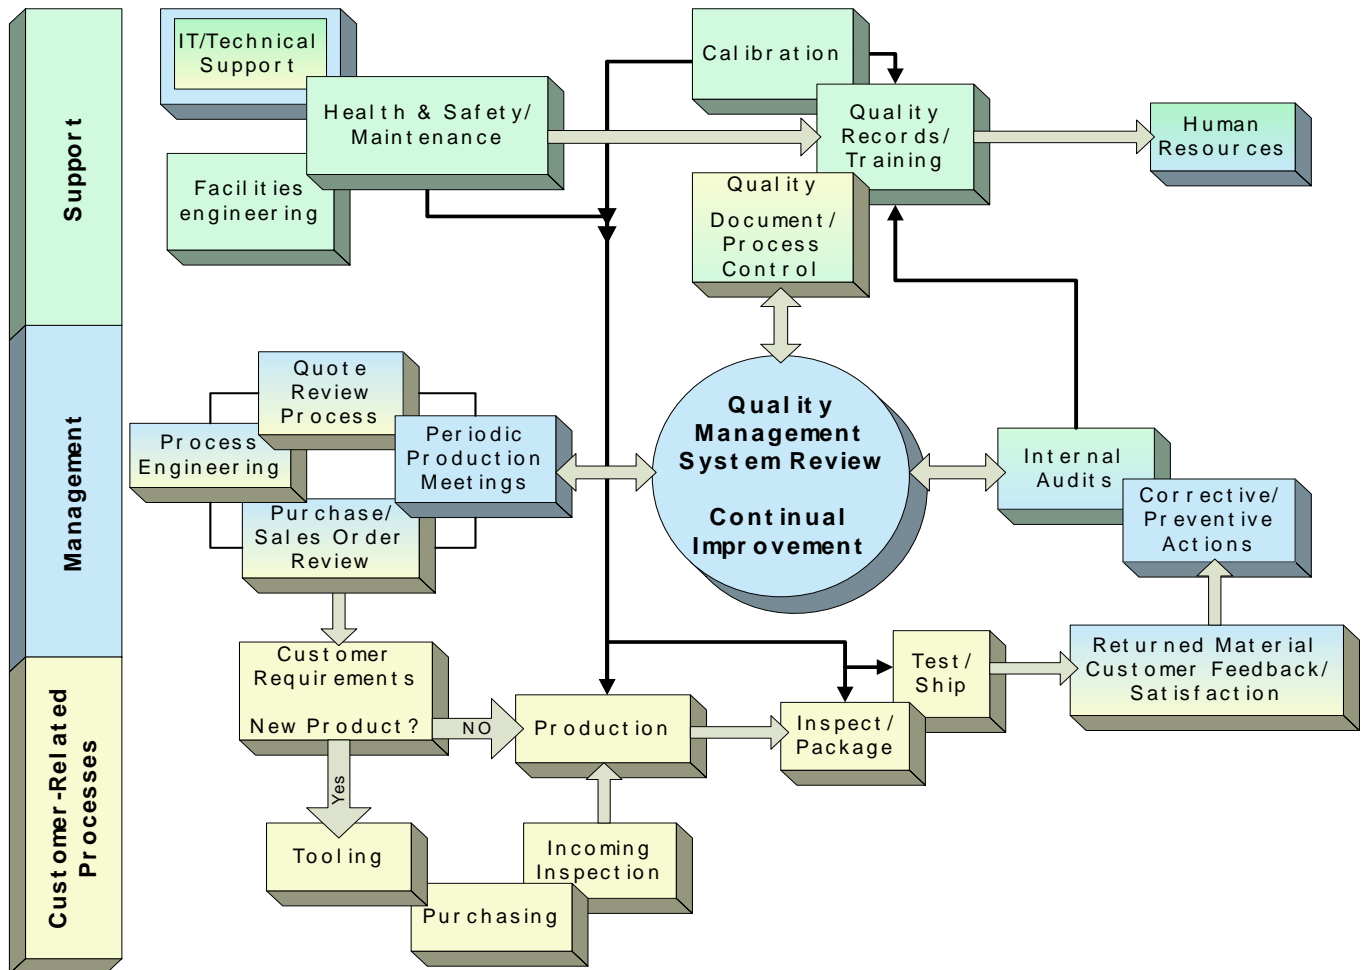 Support
Management
Customer-Related
Processes
IT/Technical
Support
Health & Safety/
Maintenance
Facilities
engineering
Calibration
Quality
Records/
Training
Human
Resources
Quality
Document/
Process
Control
Quote
Review
Process
Process
Engineering
Periodic
Production
Meetings
Purchase/
Sales Order
Review
Quality
Management
System Review
Continual
Improvement
Internal
Audits
Corrective/
Preventive
Actions
Customer
Requirements
New Product?
NO
Yes
Production
Inspect/
Package
Test/
Ship
Returned Material
Customer Feedback/
Satisfaction
Tooling
Purchasing
Incoming
Inspection